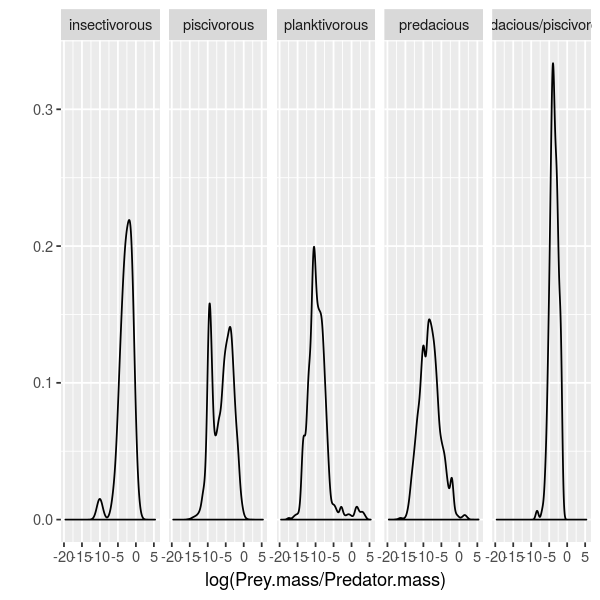 insectivorous piscivorous planktivorous predacious dacious/piscivoro
0.3
0.2
0.1
0.0
-20 -15 -10 -5 0 5 -20 -15 -10 -5 0 5 -20 -15 -10 -5 0 5 -20 -15 -10 -5 0 5 -20 -15 -10 -5 0 5
log(Prey.mass/Predator.mass)